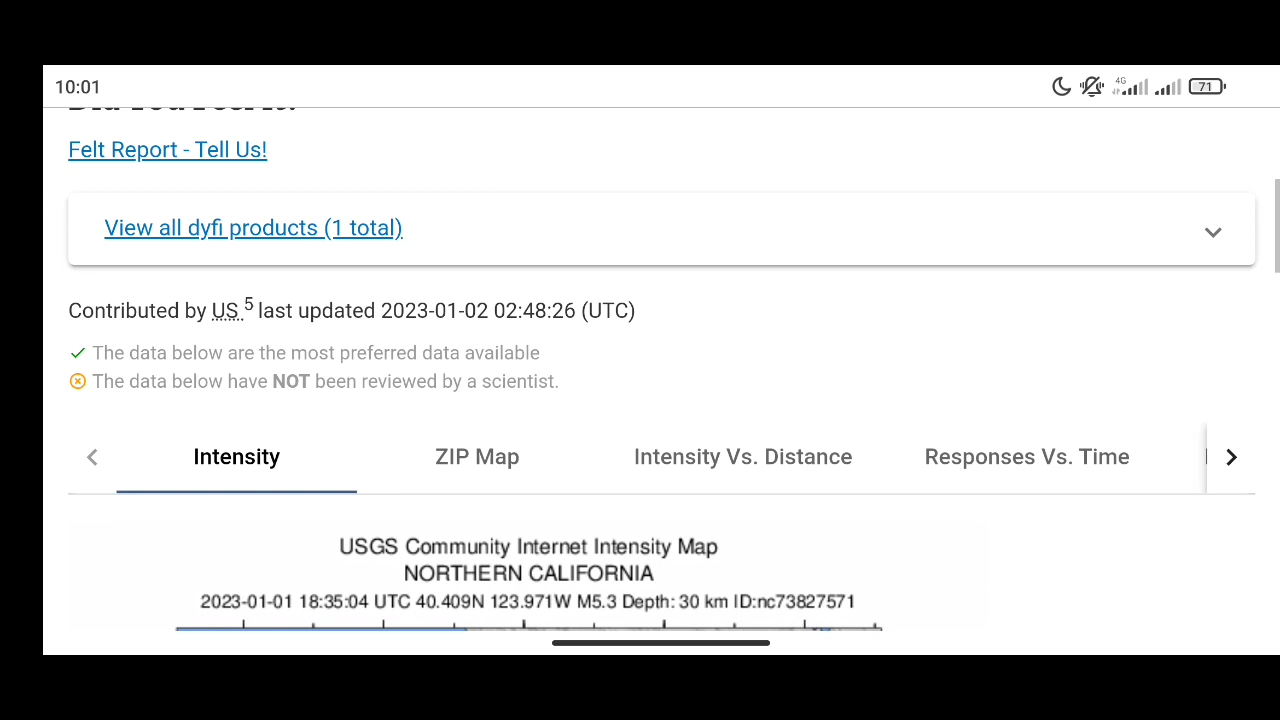 10:01
4G
71
Felt Report - Tell Us!
View all dyfi products (1 total)
Contributed by US 5 last updated 2023-01-02 02:48:26 (UTC)
The data below are the most preferred data available
The data below have NOT been reviewed by a scientist.
Intensity ZIP Map Intensity Vs. Distance Responses Vs. Time
USGS Community Internet Intensity Map
NORTHERN CALIFORNIA
2023-01-01 18:35:04 UTC 40.409N 123.971W M5.3 Depth: 30 km ID:nc73827571